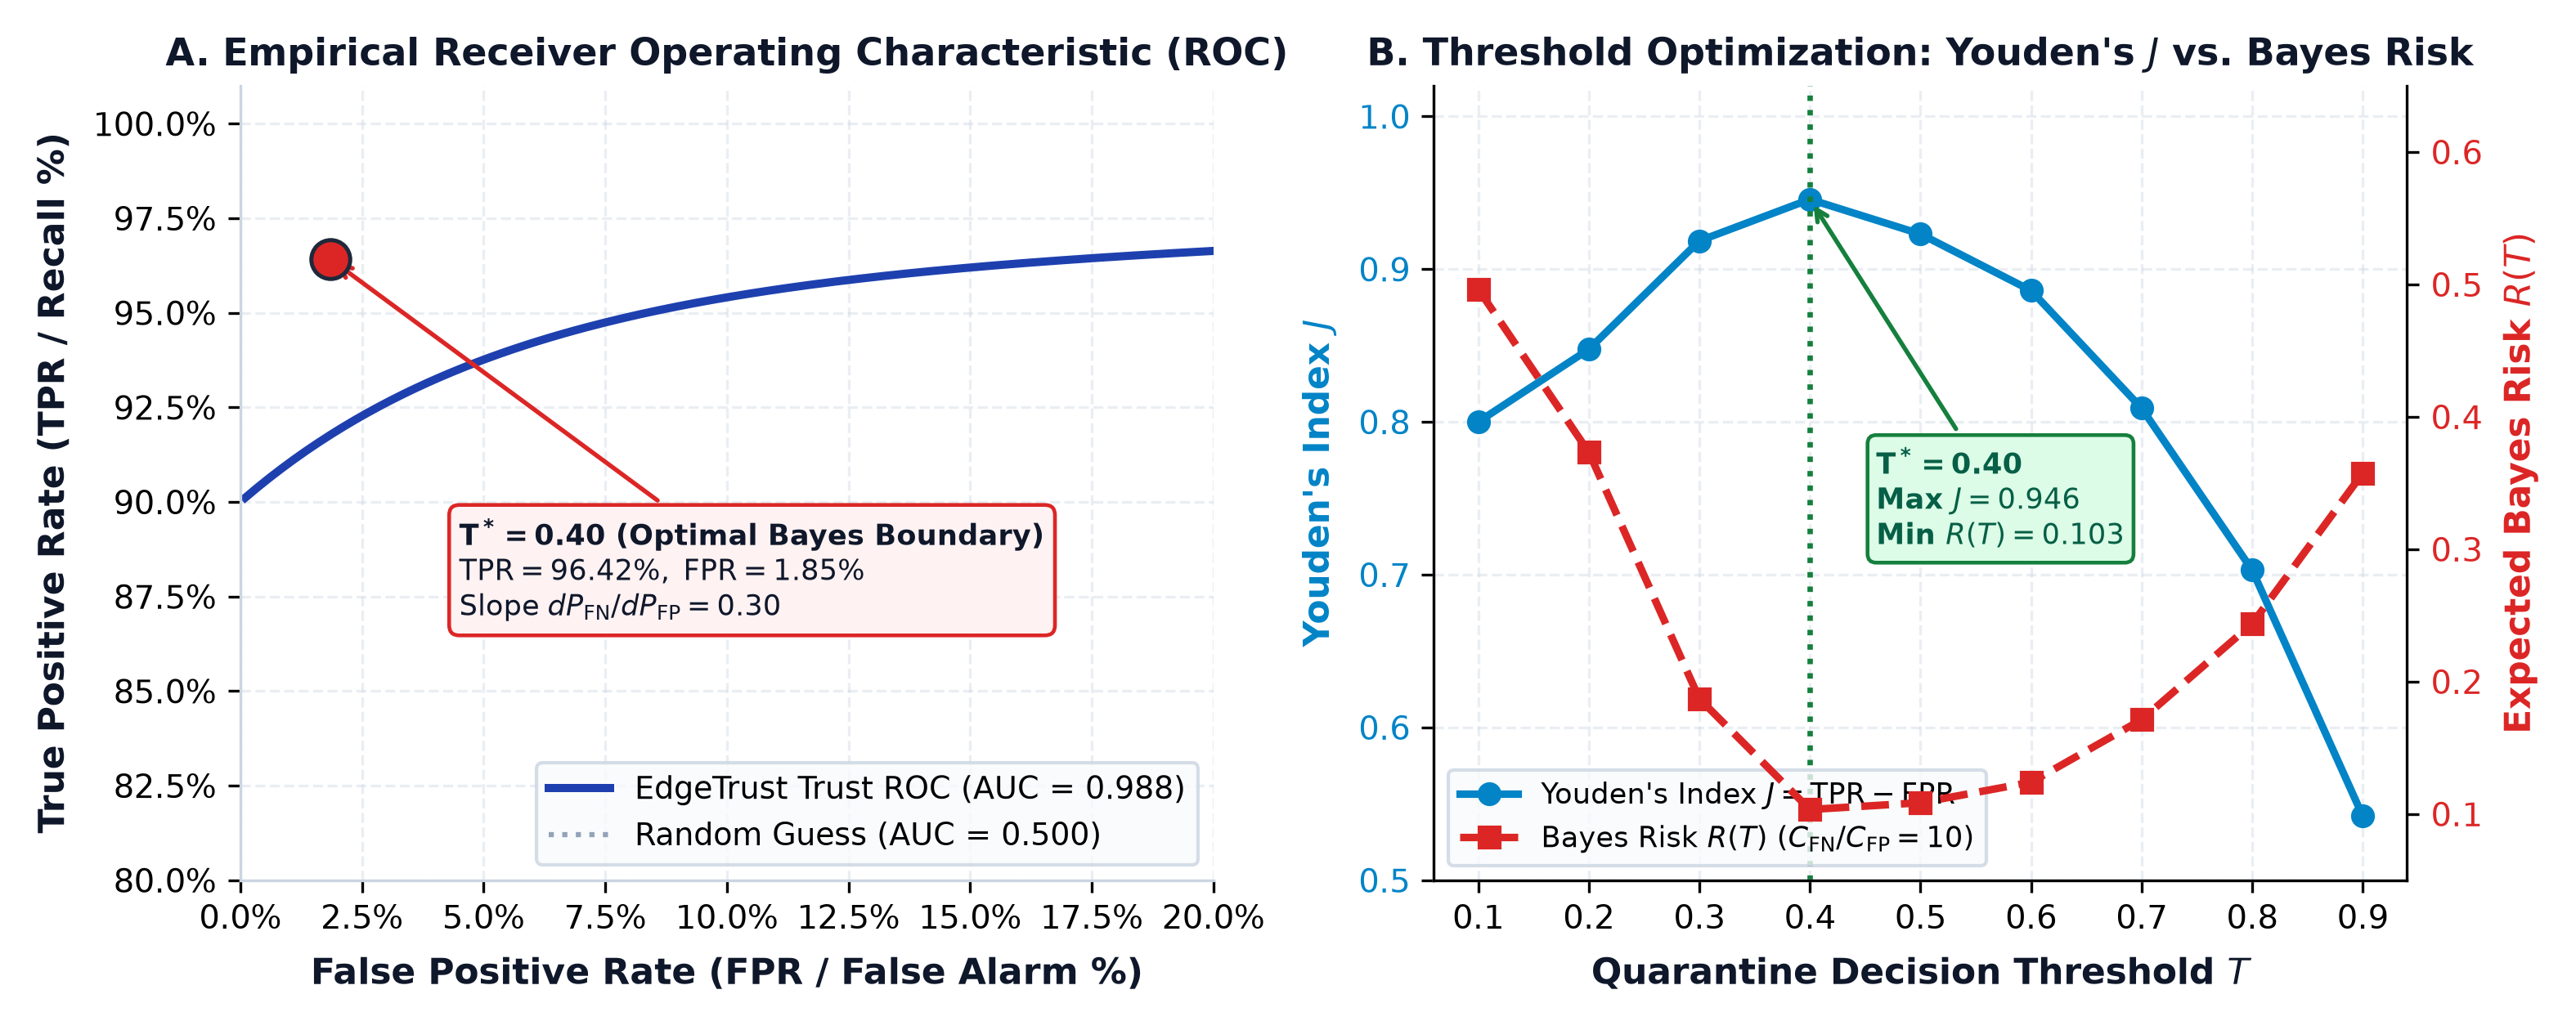 A. Empirical Receiver Operating Characteristic (ROC)
True Positive Rate (TPR / Recall %)
100.0%
97.5%
95.0%
92.5%
90.0%
87.5%
85.0%
82.5%
80.0%
T* = 0.40 (Optimal Bayes Boundary)
TPR = 96.42%, FPR = 1.85%
Slope dP_FN/dP_FP = 0.30
EdgeTrust Trust ROC (AUC = 0.988)
Random Guess (AUC = 0.500)
0.0% 2.5% 5.0% 7.5% 10.0% 12.5% 15.0% 17.5% 20.0%
False Positive Rate (FPR / False Alarm %)
B. Threshold Optimization: Youden's J vs. Bayes Risk
Youden's Index J
1.0
0.9
0.8
0.7
0.6
0.5
T* = 0.40
Max J = 0.946
Min R(T) = 0.103
Youden's Index J = TPR − FPR
Bayes Risk R(T) (C_FN/C_FP = 10)
0.1 0.2 0.3 0.4 0.5 0.6 0.7 0.8 0.9
Quarantine Decision Threshold T
0.6
0.5
0.4
0.3
0.2
0.1
Expected Bayes Risk R(T)